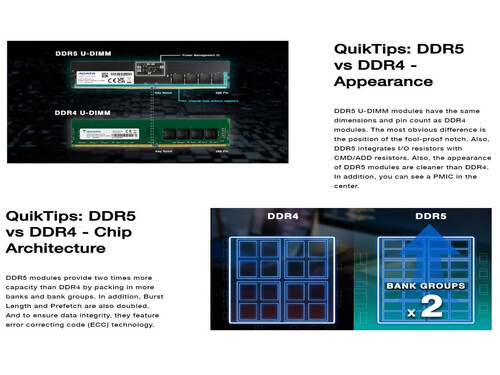 DDR5 U-DIMM
Power Management IC
ADATA
Key Notch
288 Pin
DDR4 U-DIMM
ADATA
Key Notch
288 Pin
QuikTips: DDR5
vs DDR4 -
Appearance
DDR5 U-DIMM modules have the same
dimensions and pin count as DDR4
modules. The most obvious difference is
the position of the fool-proof notch. Also,
DDR5 integrates I/O resistors with
CMD/ADD resistors. Also, the appearance
of DDR5 modules are cleaner than DDR4.
In addition, you can see a PMIC in the
center.
QuikTips: DDR5
vs DDR4 - Chip
Architecture
DDR5 modules provide two times more
capacity than DDR4 by packing in more
banks and bank groups. In addition, Burst
Length and Prefetch are also doubled.
And to ensure data integrity, they feature
error correcting code (ECC) technology.
DDR4
DDR5
BANK GROUPS
x 2